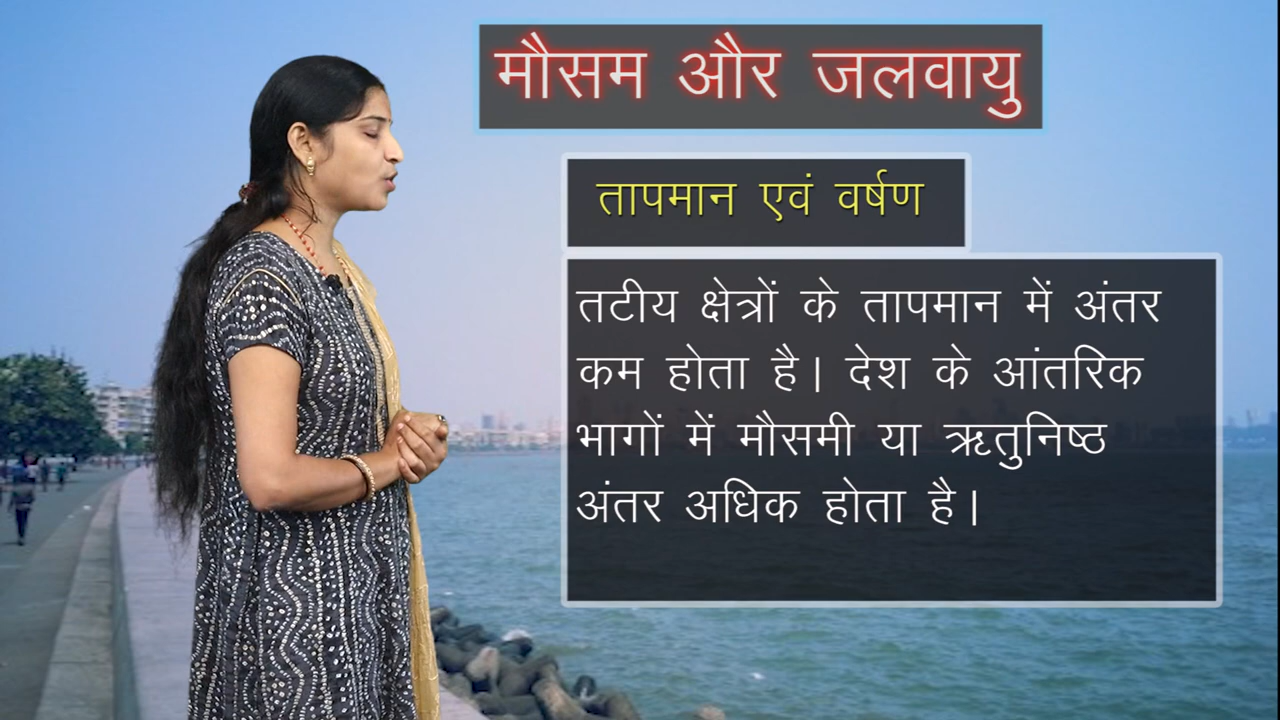 मौसम और जलवायु
तापमान एवं वर्षण
तटीय क्षेत्रों के तापमान में अंतर
कम होता है। देश के आंतरिक
भागों में मौसमी या ऋतुनिष्ठ
अंतर अधिक होता है।